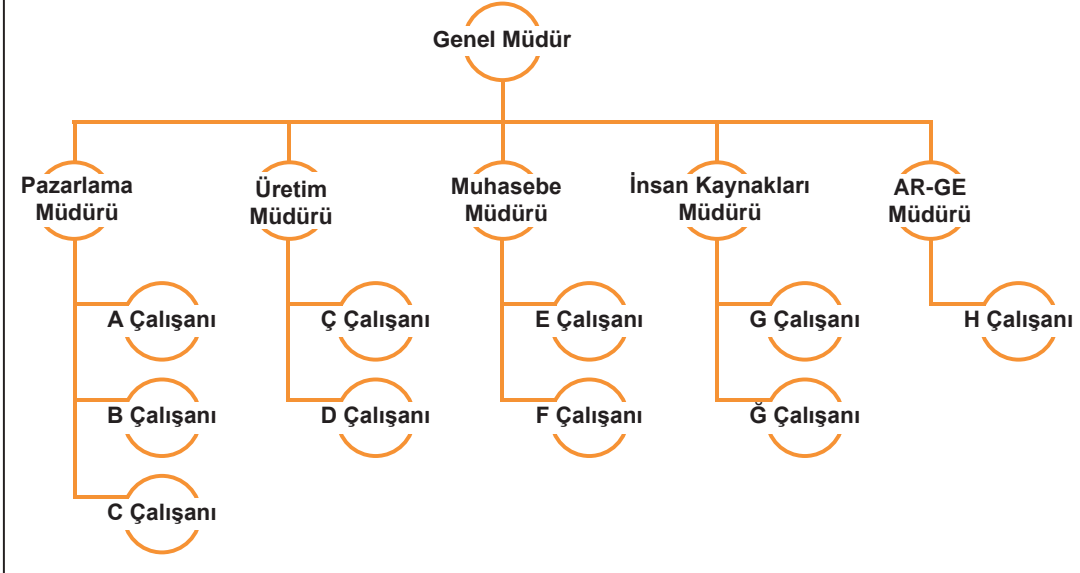 Genel Müdür
Pazarlama
Müdürü
Üretim
Müdürü
Muhasebe
Müdürü
İnsan Kaynakları
Müdürü
AR-GE
Müdürü
A Çalışanı
Ç Çalışanı
E Çalışanı
G Çalışanı
H Çalışanı
B Çalışanı
D Çalışanı
F Çalışanı
Ğ Çalışanı
C Çalışanı